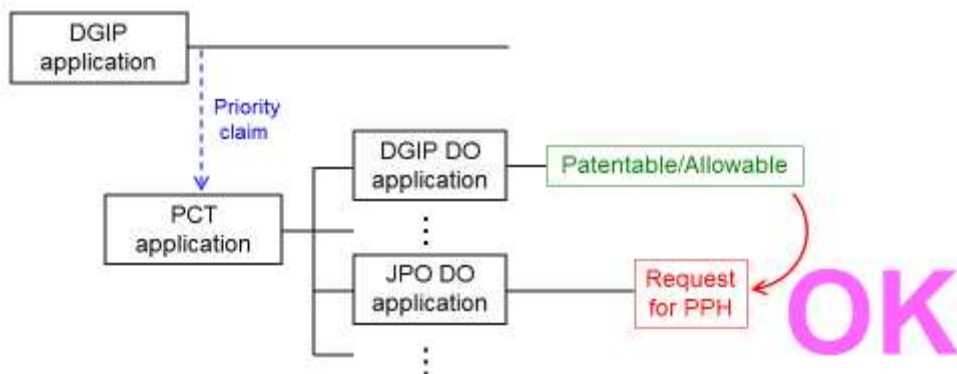 DGIP
application
Priority
claim
DGIP DO
application
Patentable/Allowable
PCT
application
JPO DO
application
Request
for PPH
OK